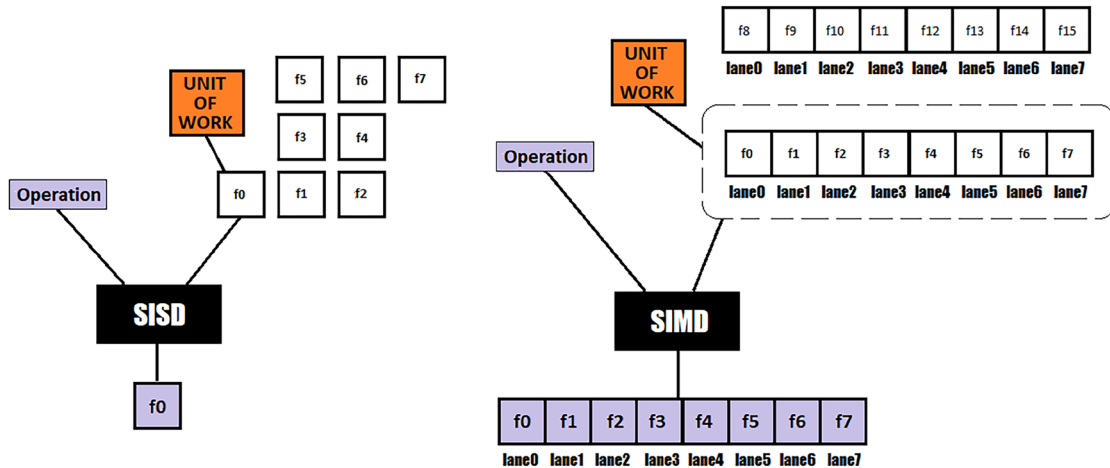 UNIT
OF
WORK
f5 f6 f7
f3 f4
Operation
f0 f1 f2
SISD
f0
f8 f9 f10 f11 f12 f13 f14 f15
lane0 lane1 lane2 lane3 lane4 lane5 lane6 lane7
UNIT
OF
WORK
f0 f1 f2 f3 f4 f5 f6 f7
lane0 lane1 lane2 lane3 lane4 lane5 lane6 lane7
Operation
SIMD
f0 f1 f2 f3 f4 f5 f6 f7
lane0 lane1 lane2 lane3 lane4 lane5 lane6 lane7